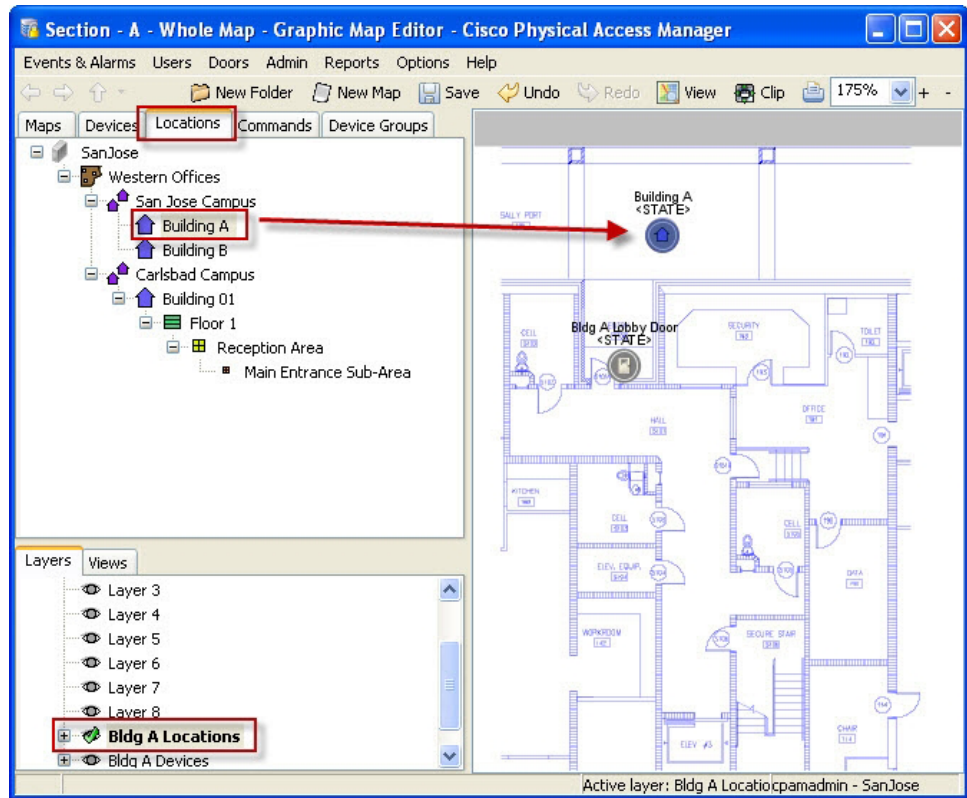 Section - A - Whole Map - Graphic Map Editor - Cisco Physical Access Manager
Events & Alarms Users Doors Admin Reports Options Help
New Folder New Map Save Undo Redo View Clip 175% + -
Maps Devices Locations Commands Device Groups
SanJose
Western Offices
San Jose Campus
Building A
Building B
Carlsbad Campus
Building 01
Floor 1
Reception Area
Main Entrance Sub-Area
Layers Views
Layer 3
Layer 4
Layer 5
Layer 6
Layer 7
Layer 8
Bldg A Locations
Bldg A Devices
Building A
<STATE>
SALLY PORT
Bldg A Lobby Door
<STATE>
CELL
SECURITY
TOILET
OFFICE
HALL
KITCHEN
CELL
CELL
ELEV. EQUIP.
DATA
WORKROOM
SECURE STAIR
CHAIR
114
ELEV #5
Active layer: Bldg A Locatio
cpamadmin - SanJose